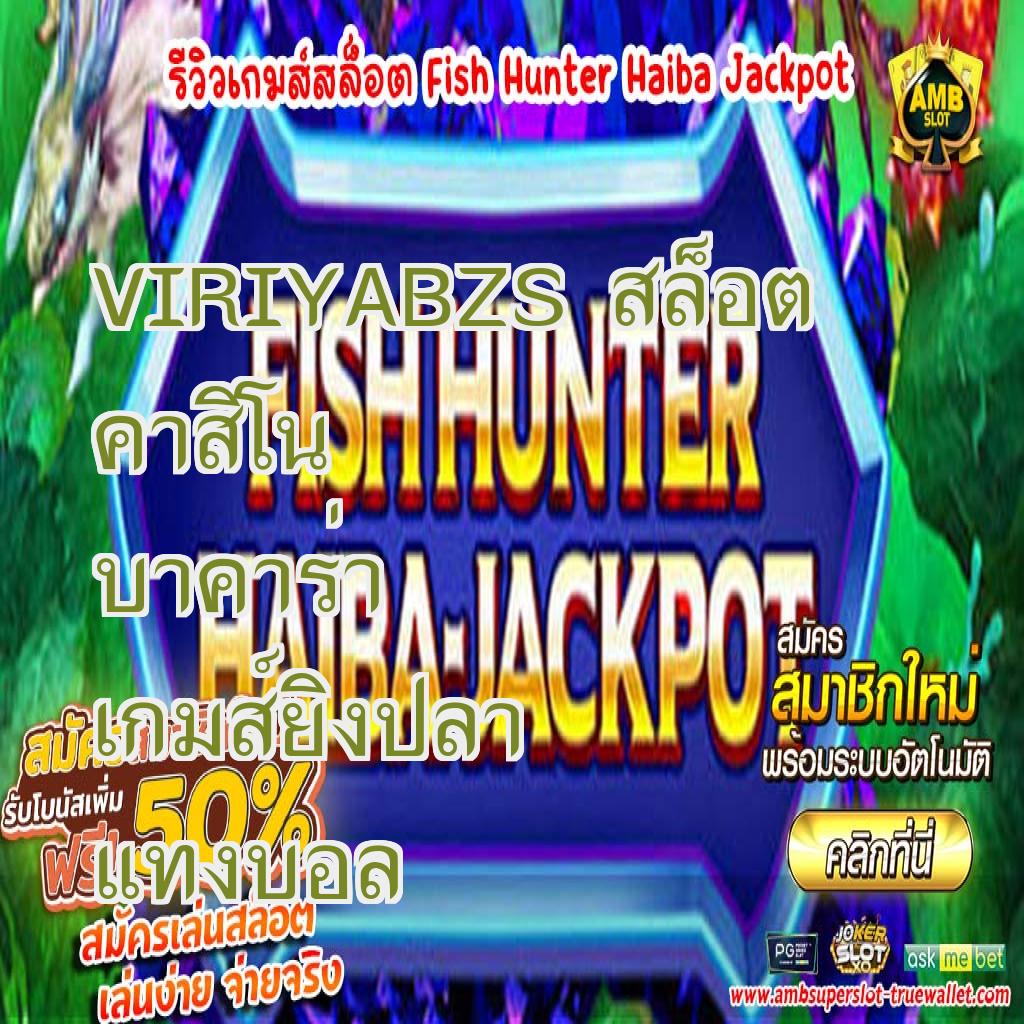 รีวิวเกมส์สล็อต Fish Hunter Haiba Jackpot
AMB
SLOT
VIRIYABZS สล็อต
FISH HUNTER
คาสิโน
บาคาร่า
HAIBA JACKPOT
เกมส์ยิงปลา
แทงบอล
สมัคร
สมาชิกใหม่
พร้อมระบบอัตโนมัติ
คลิกที่นี่
รับโบนัสเพิ่ม
50%
ฟรี
สมัครเล่นสล็อต
เล่นง่าย จ่ายจริง
PG
JOKER
SLOT
XO
ask me bet
www.ambsuperslot-truewallet.com